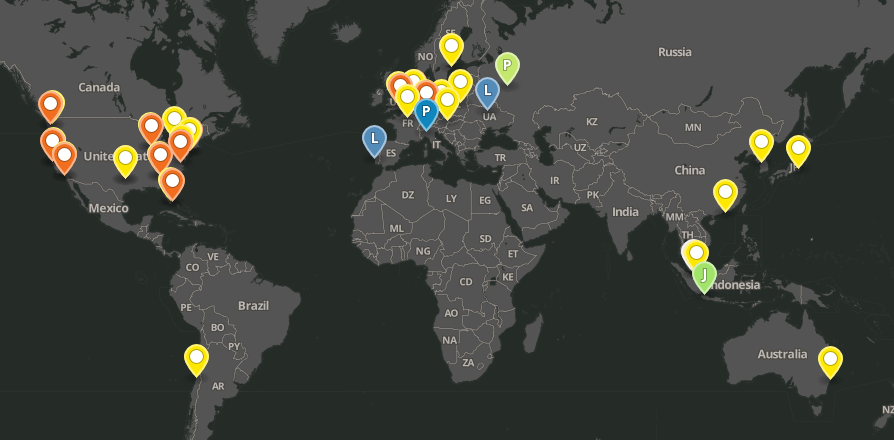 SE
NO
P
Russia
Canada
L
UA
P
FR
KZ
MN
L
ES
IT
UZ
TR
China
United
Mexico
DZ
LY
EG
IR
PK
SA
India
MM
TH
ML
SD
NG
ET
VE
CO
KE
CD
J
Indonesia
PE
Brazil
AO
BO
NA
PY
Australia
ZA
AR
NZ